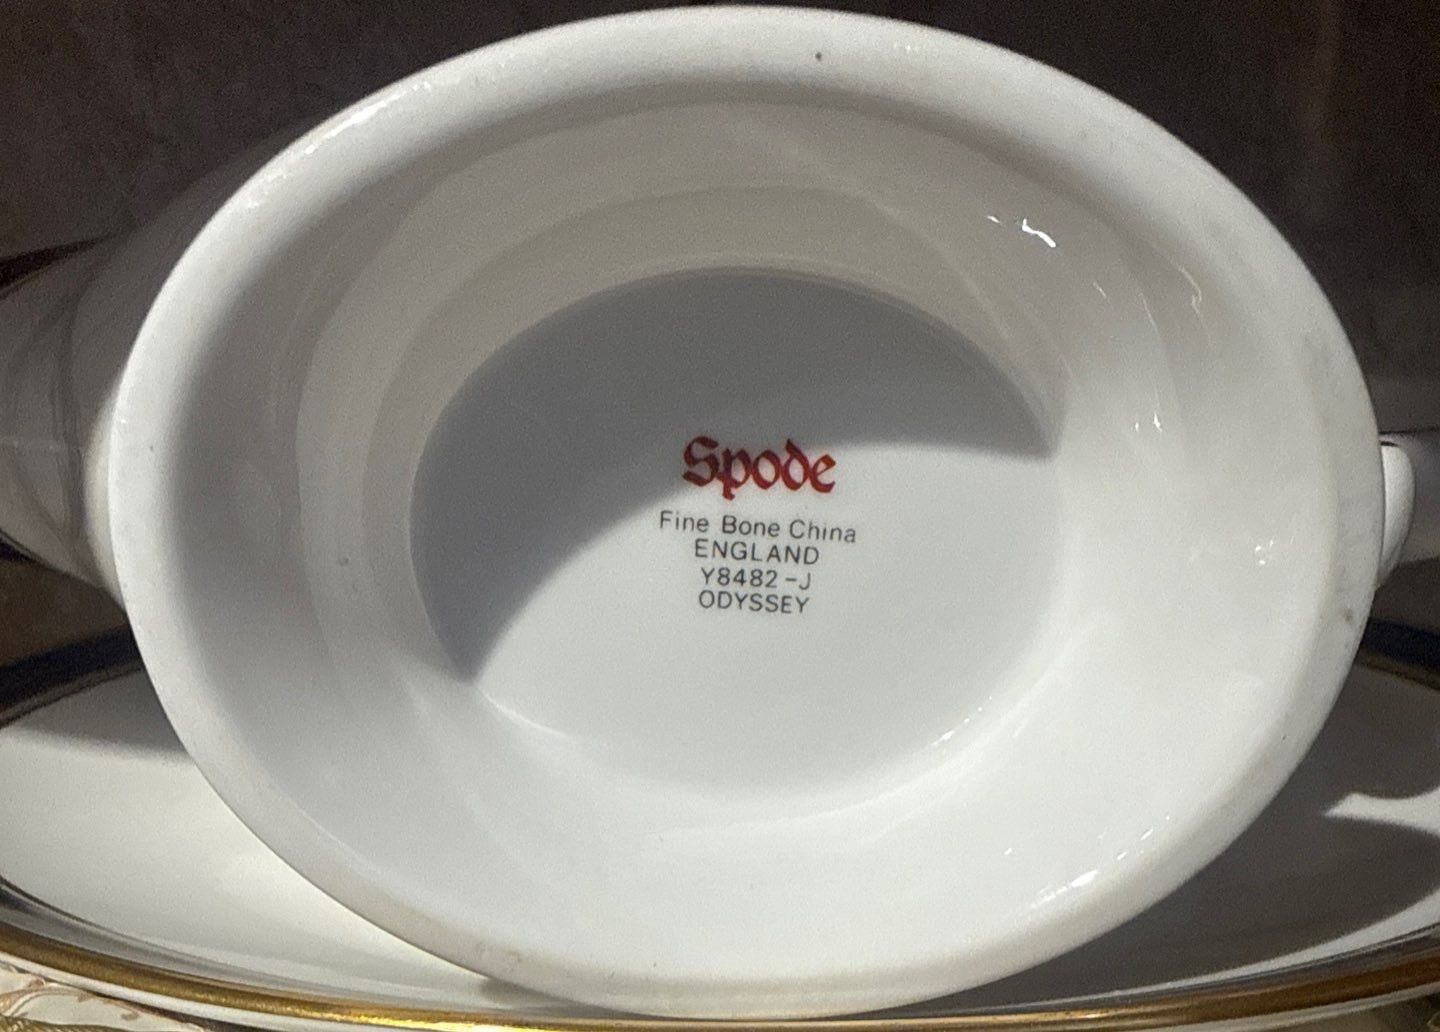 Spode
Fine Bone China
ENGLAND
Y8482-J
ODYSSEY